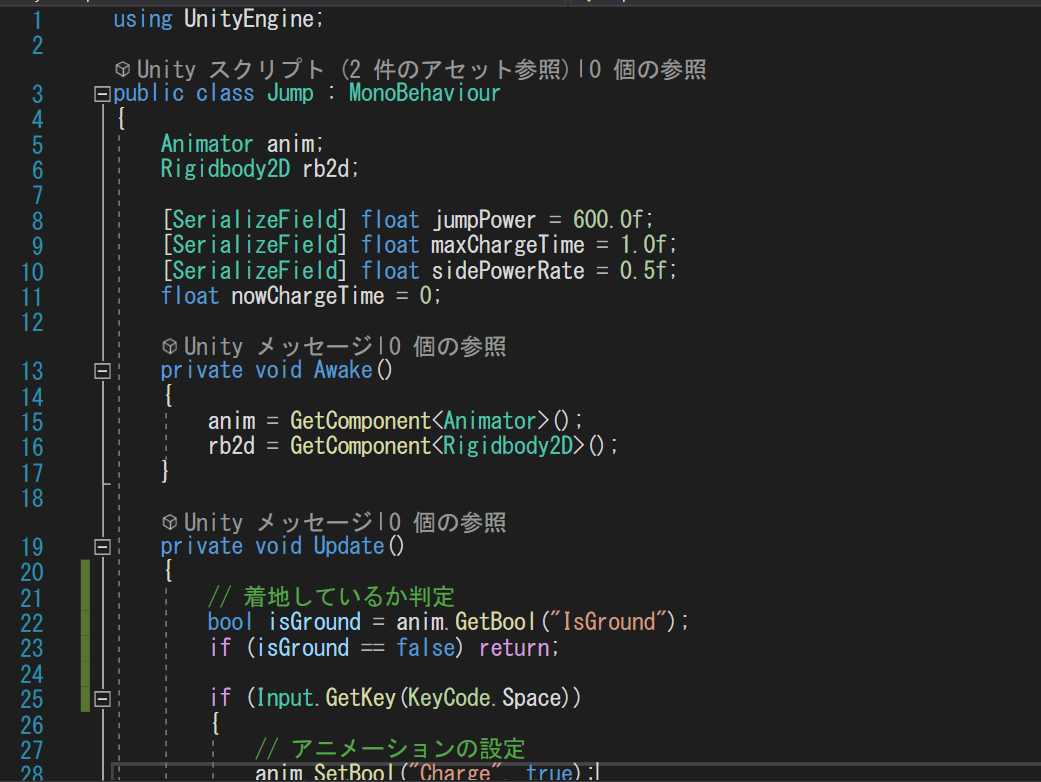 1 using UnityEngine;
2
Unity スクリプト (2 件のアセット参照)|0 個の参照
3 public class Jump : MonoBehaviour
4 {
5 Animator anim;
6 Rigidbody2D rb2d;
7
8 [SerializeField] float jumpPower = 600.0f;
9 [SerializeField] float maxChargeTime = 1.0f;
10 [SerializeField] float sidePowerRate = 0.5f;
11 float nowChargeTime = 0;
12
Unity メッセージ|0 個の参照
13 private void Awake()
14 {
15 anim = GetComponent<Animator>();
16 rb2d = GetComponent<Rigidbody2D>();
17 }
18
Unity メッセージ|0 個の参照
19 private void Update()
20 {
21 // 着地しているか判定
22 bool isGround = anim.GetBool("IsGround");
23 if (isGround == false) return;
24
25 if (Input.GetKey(KeyCode.Space))
26 {
27 // アニメーションの設定
28 anim.SetBool("Charge", true);